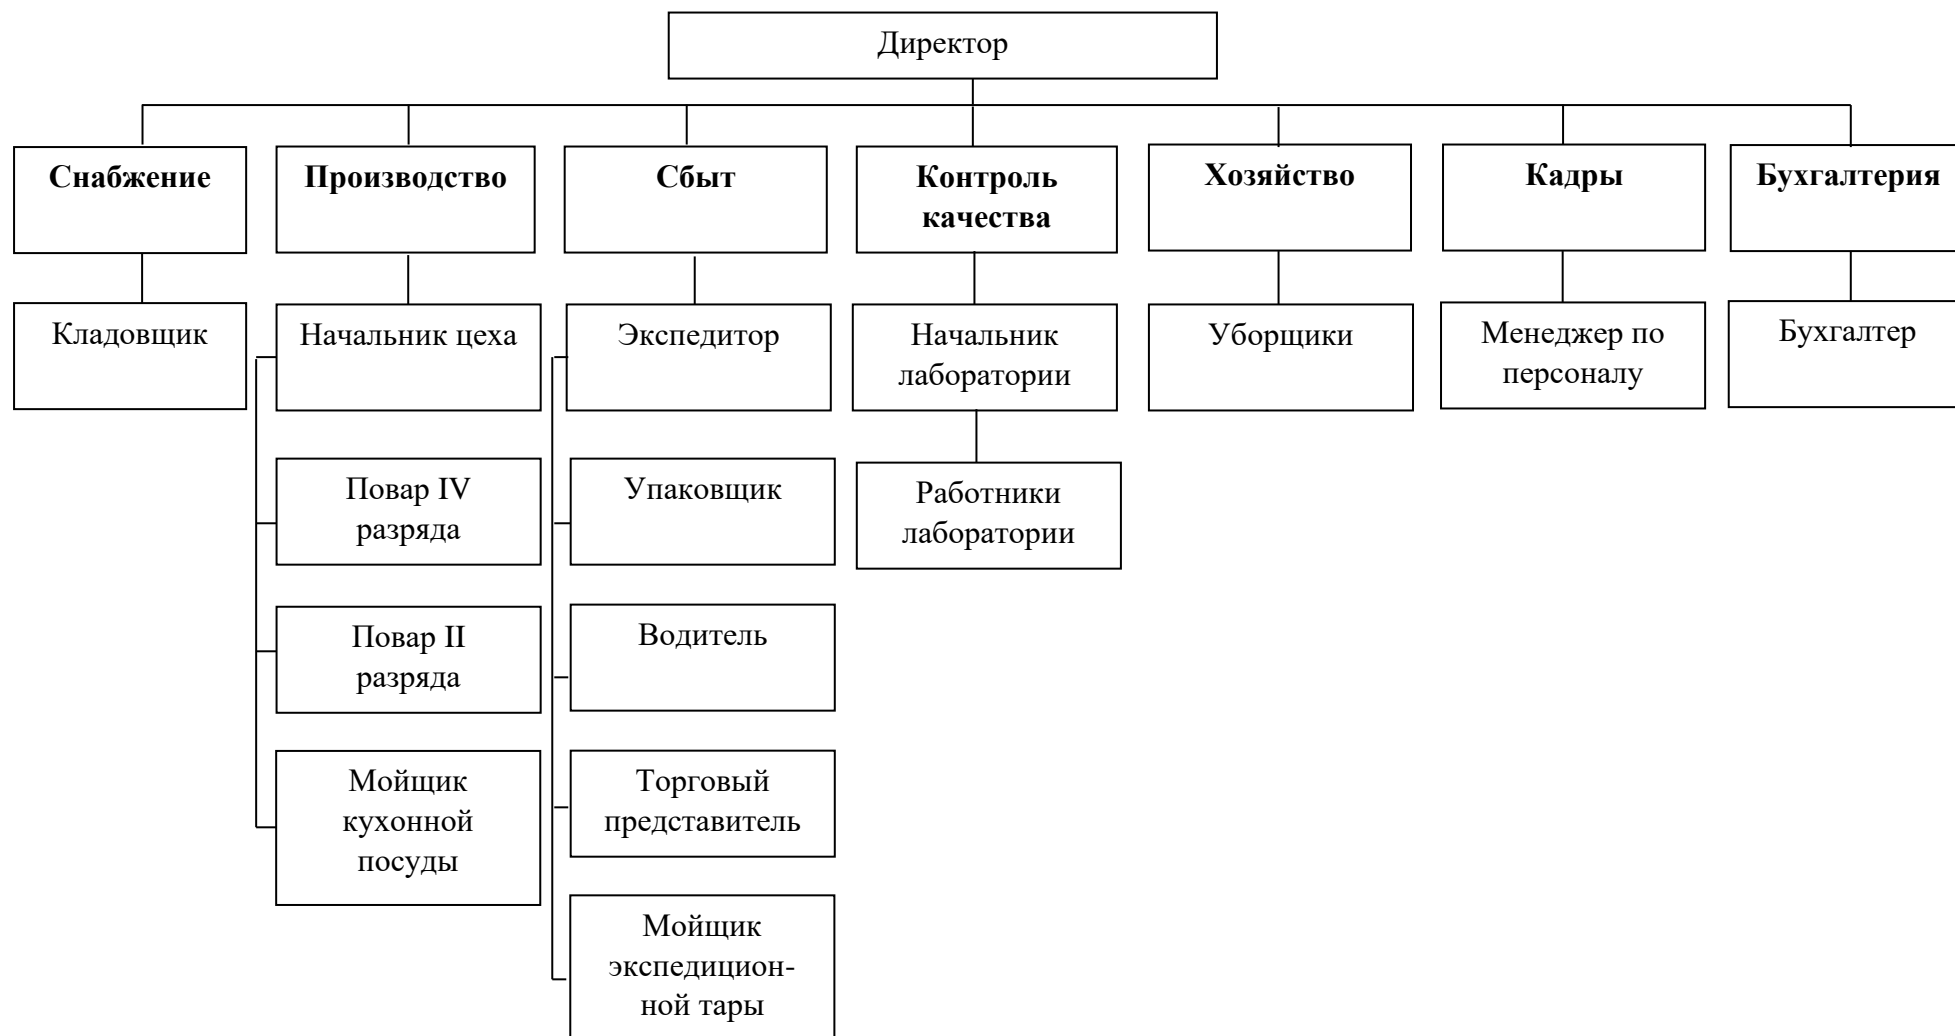 Директор
Снабжение
Производство
Сбыт
Контроль
качества
Хозяйство
Кадры
Бухгалтерия
Кладовщик
Начальник цеха
Экспедитор
Начальник
лаборатории
Уборщики
Менеджер по
персоналу
Бухгалтер
Повар IV
разряда
Упаковщик
Работники
лаборатории
Повар II
разряда
Водитель
Мойщик
кухонной
посуды
Торговый
представитель
Мойщик
экспедицион-
ной тары